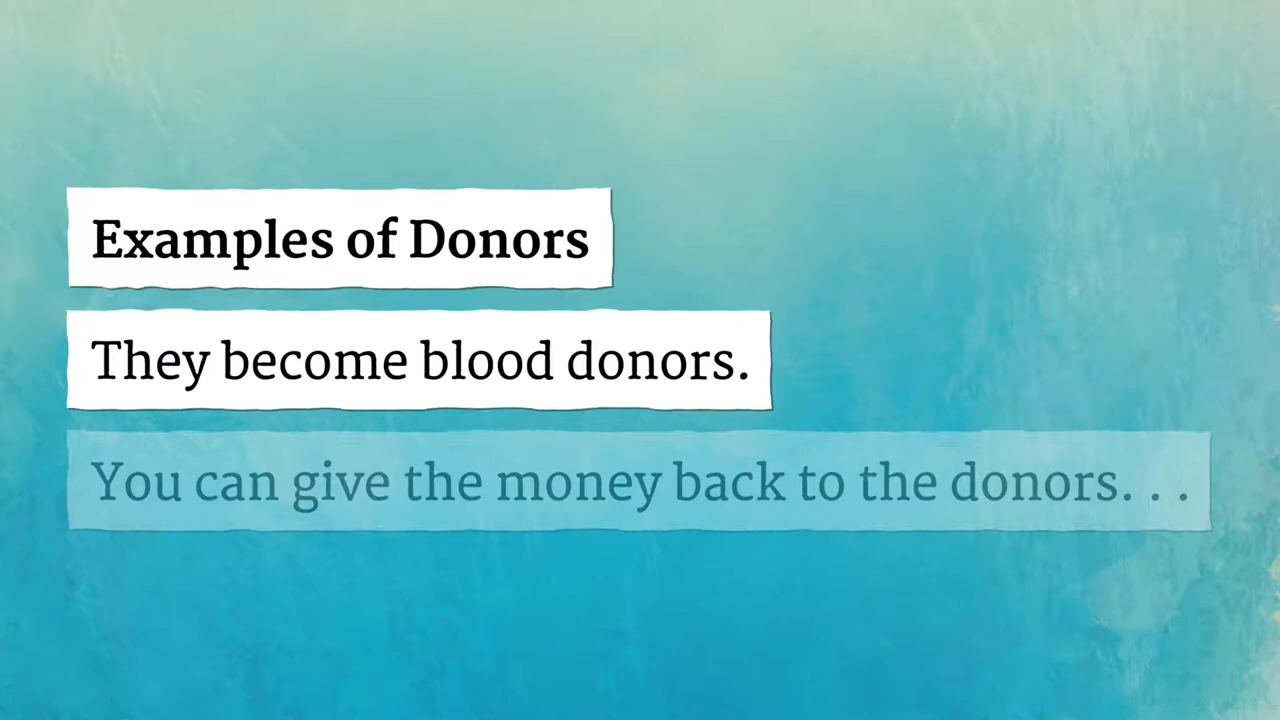 Examples of Donors
They become blood donors.
You can give the money back to the donors. . .